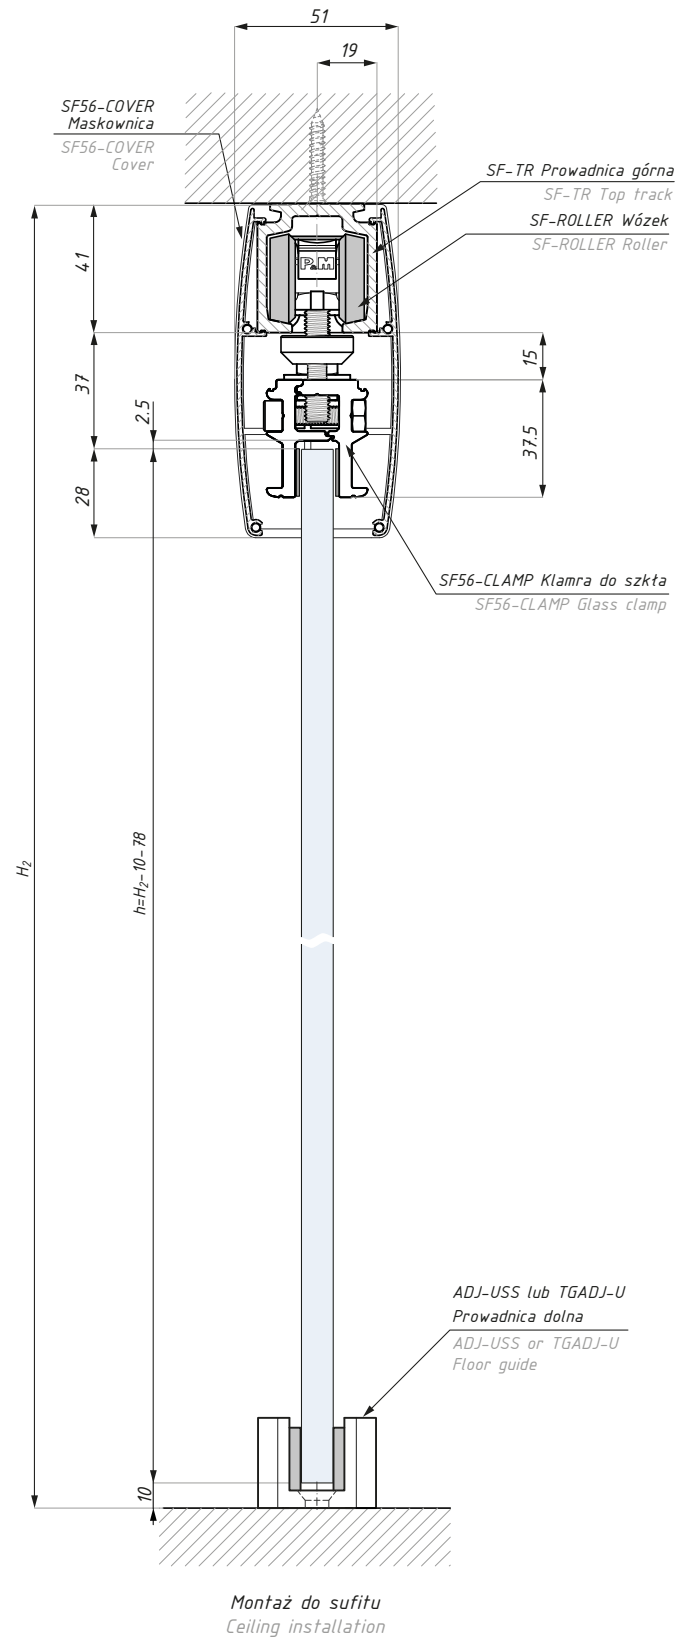 51
19
SF56-COVER
Maskownica
SF56-COVER
Cover
SF-TR Prowadnica górna
SF-TR Top track
SF-ROLLER Wózek
SF-ROLLER Roller
P.M
41
37
2.5
28
15
37.5
SF56-CLAMP Klamra do szkła
SF56-CLAMP Glass clamp
H₂
h=H₂-10-78
ADJ-USS lub TGADJ-U
Prowadnica dolna
ADJ-USS or TGADJ-U
Floor guide
10
Montaż do sufitu
Ceiling installation